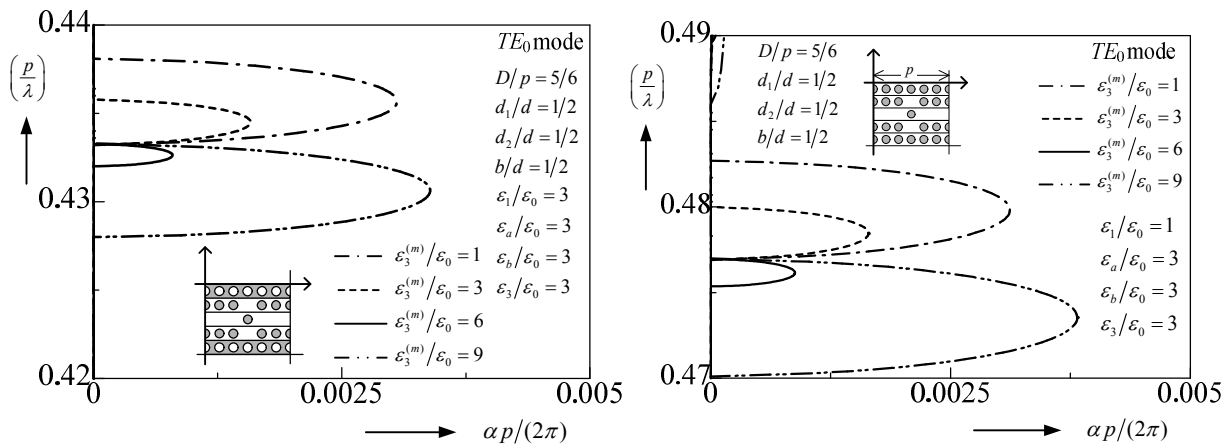 0.44
0.43
0.42
(p/λ)
TE₀ mode
D/p = 5/6
d₁/d = 1/2
d₂/d = 1/2
b/d = 1/2
ε₁/ε₀ = 3
εₐ/ε₀ = 3
ε_b/ε₀ = 3
ε₃/ε₀ = 3
ε₃⁽ᵐ⁾/ε₀ = 1
ε₃⁽ᵐ⁾/ε₀ = 3
ε₃⁽ᵐ⁾/ε₀ = 6
ε₃⁽ᵐ⁾/ε₀ = 9
0
0.0025
0.005
αp/(2π)
0.49
0.48
0.47
(p/λ)
D/p = 5/6
d₁/d = 1/2
d₂/d = 1/2
b/d = 1/2
p
TE₀ mode
ε₃⁽ᵐ⁾/ε₀ = 1
ε₃⁽ᵐ⁾/ε₀ = 3
ε₃⁽ᵐ⁾/ε₀ = 6
ε₃⁽ᵐ⁾/ε₀ = 9
ε₁/ε₀ = 1
εₐ/ε₀ = 3
ε_b/ε₀ = 3
ε₃/ε₀ = 3
0
0.0025
0.005
αp/(2π)